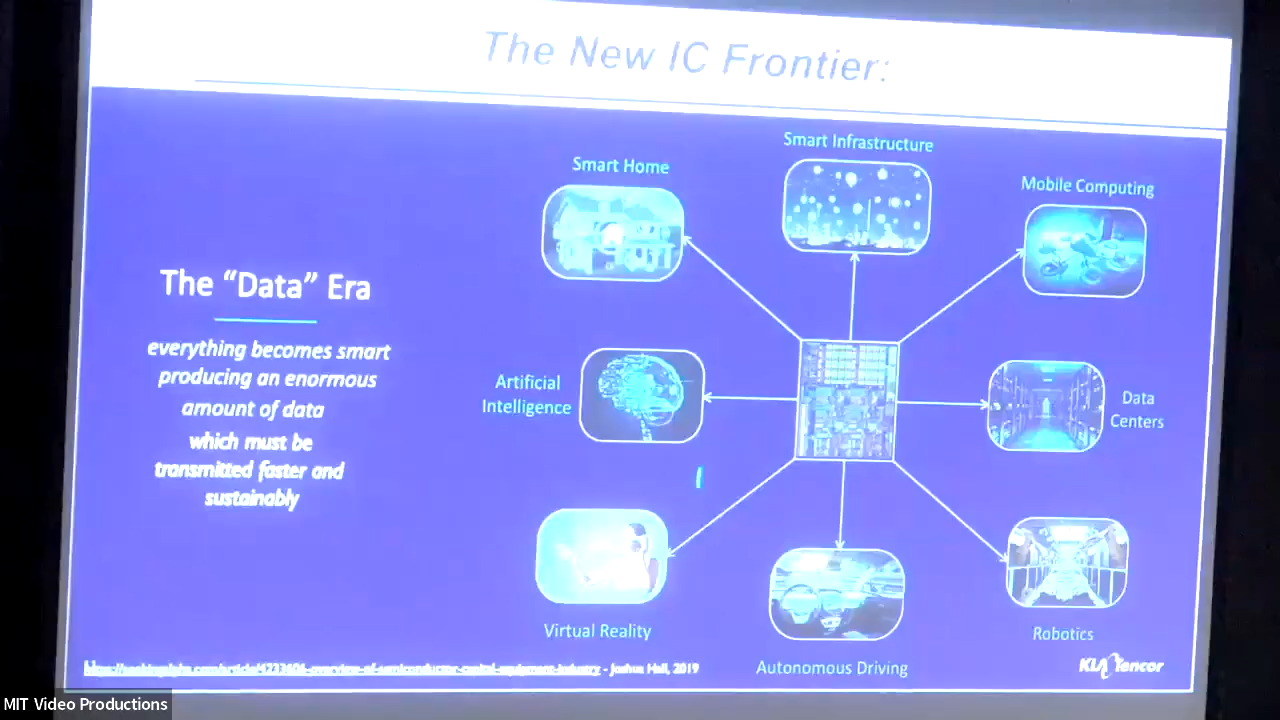 The New IC Frontier:
Smart Infrastructure
Smart Home
Mobile Computing
The “Data” Era
everything becomes smart
producing an enormous
amount of data
which must be
transmitted faster and
sustainably
Artificial
Intelligence
Data
Centers
Virtual Reality
Robotics
Autonomous Driving
- Joshua Hall, 2019
KLA Tencor
MIT Video Productions